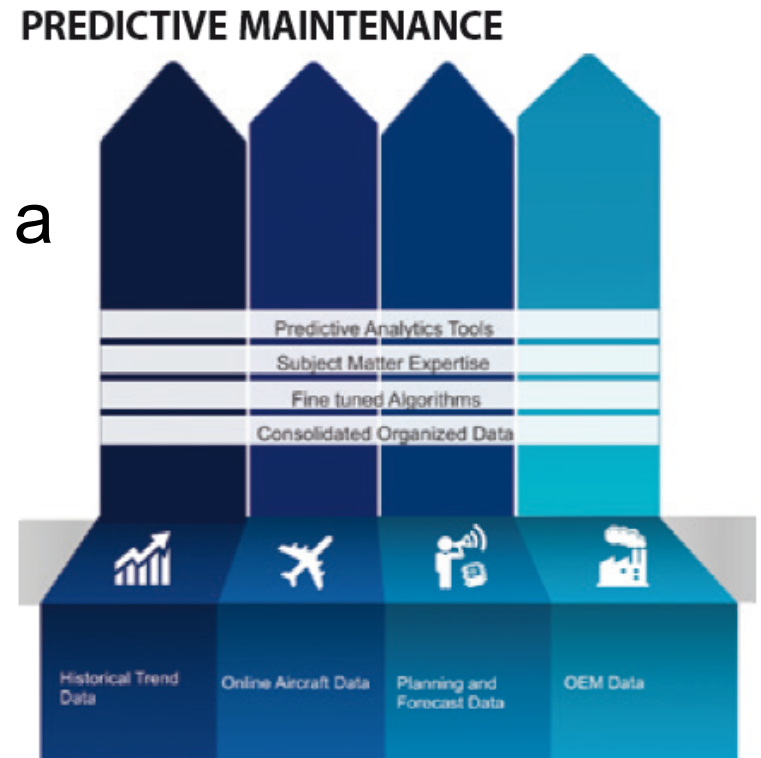 PREDICTIVE MAINTENANCE
a
Predictive Analytics Tools
Subject Matter Expertise
Fine tuned Algorithms
Consolidated Organized Data
Historical Trend
Data
Online Aircraft Data
Planning and
Forecast Data
OEM Data